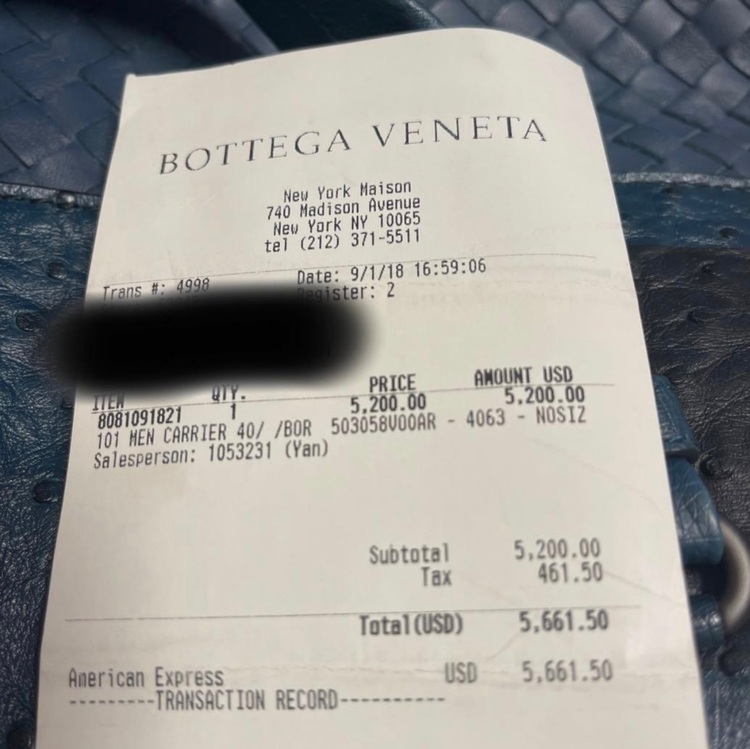 BOTTEGA VENETA
New York Maison
740 Madison Avenue
New York NY 10065
tel (212) 371-5511
Trans #: 4998 Date: 9/1/18 16:59:06
Register: 2
ITEM QTY. PRICE AMOUNT USD
8081091821 1 5,200.00 5,200.00
101 MEN CARRIER 40/ /BOR 503058V00AR - 4063 - NOSIZ
Salesperson: 1053231 (Yan)
Subtotal 5,200.00
Tax 461.50
Total(USD) 5,661.50
American Express USD 5,661.50
---------TRANSACTION RECORD----------